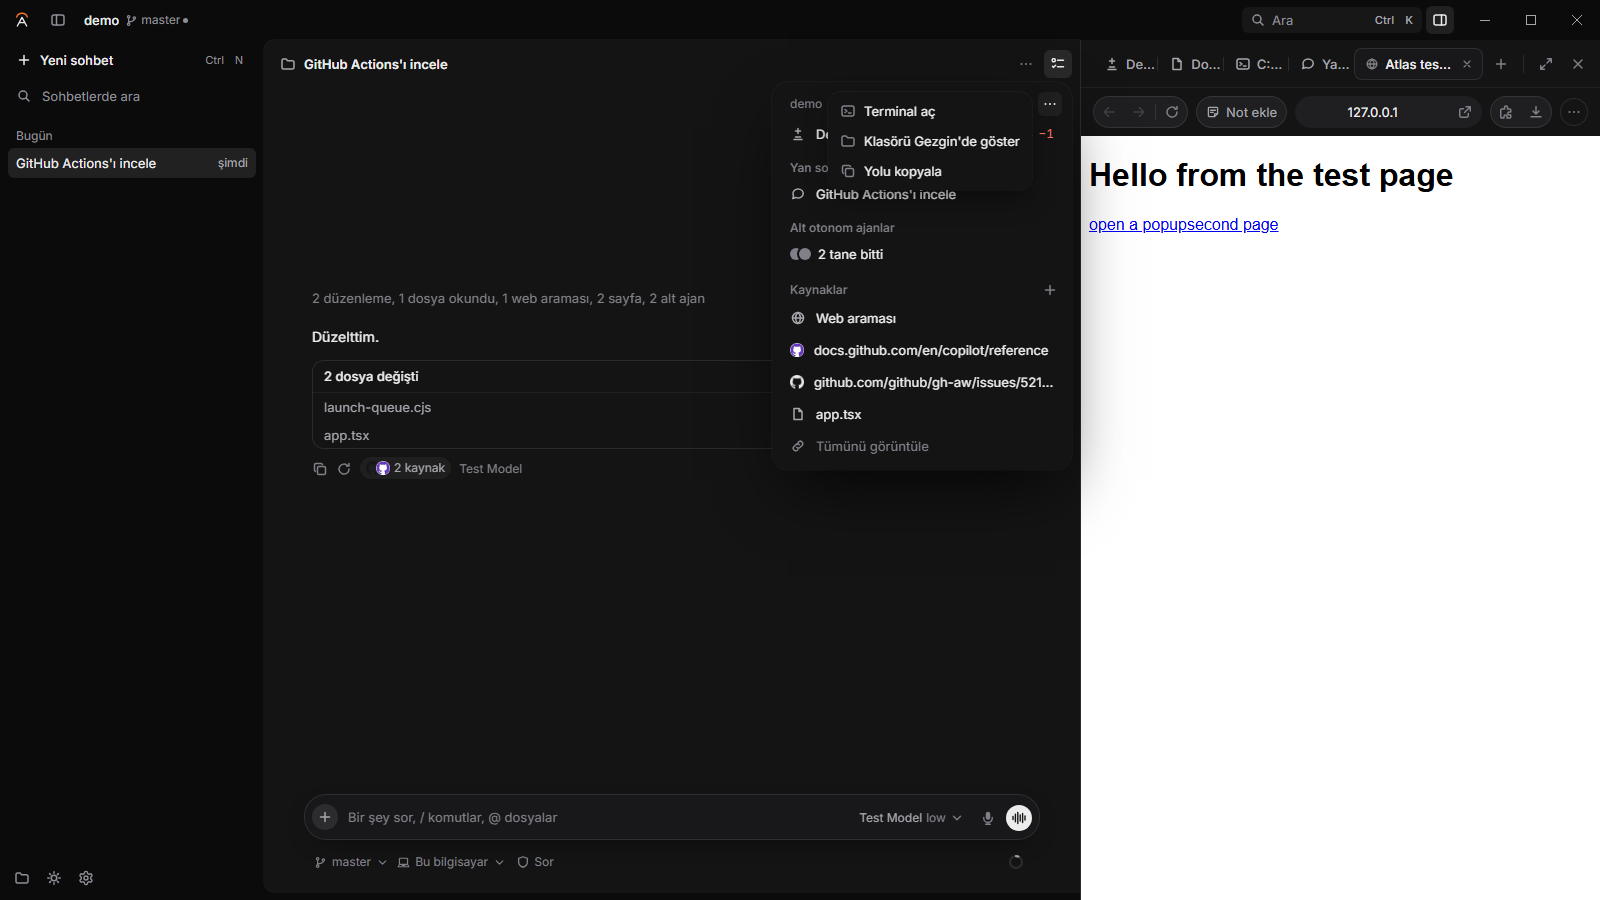 demo master
Ara Ctrl K
Yeni sohbet Ctrl N
Sohbetlerde ara
Bugün
GitHub Actions'ı incele şimdi
GitHub Actions'ı incele
demo
Terminal aç
Klasörü Gezgin'de göster
Yolu kopyala
De −1
Yan so
GitHub Actions'ı incele
Alt otonom ajanlar
2 tane bitti
Kaynaklar
Web araması
docs.github.com/en/copilot/reference
github.com/github/gh-aw/issues/521...
app.tsx
Tümünü görüntüle
2 düzenleme, 1 dosya okundu, 1 web araması, 2 sayfa, 2 alt ajan
Düzelttim.
2 dosya değişti
launch-queue.cjs
app.tsx
2 kaynak Test Model
Bir şey sor, / komutlar, @ dosyalar
Test Model low
master Bu bilgisayar Sor
De... Do... C:... Ya... Atlas tes...
Not ekle 127.0.0.1
Hello from the test page
open a popupsecond page